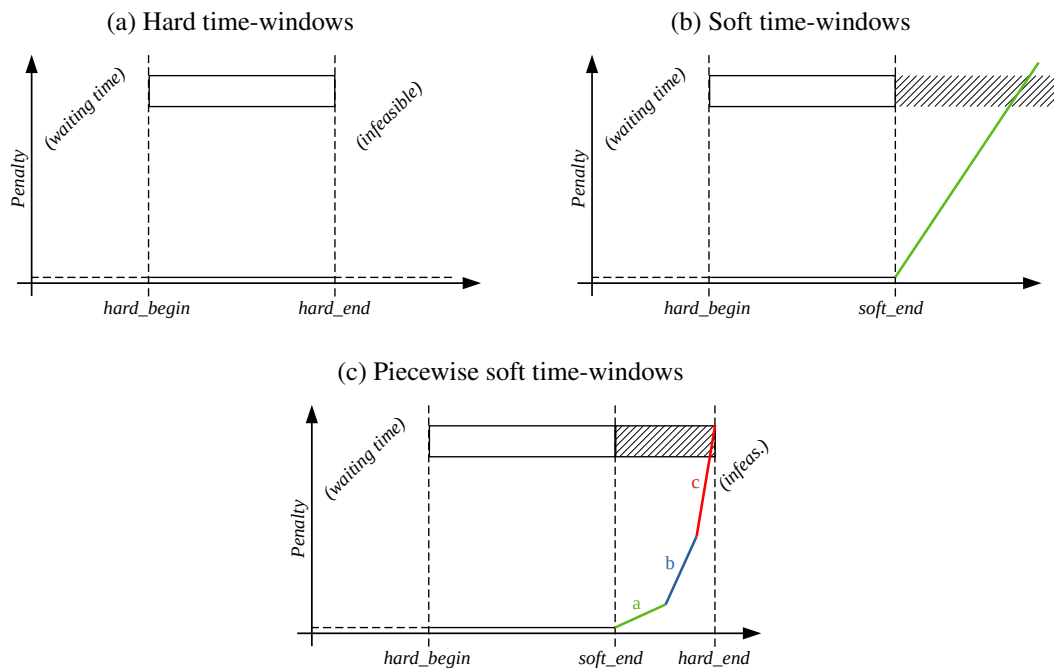 (a) Hard time-windows
(waiting time)
(infeasible)
Penalty
hard_begin
hard_end
(b) Soft time-windows
(waiting time)
Penalty
hard_begin
soft_end
(c) Piecewise soft time-windows
(waiting time)
(infeas.)
Penalty
c
b
a
hard_begin
soft_end
hard_end